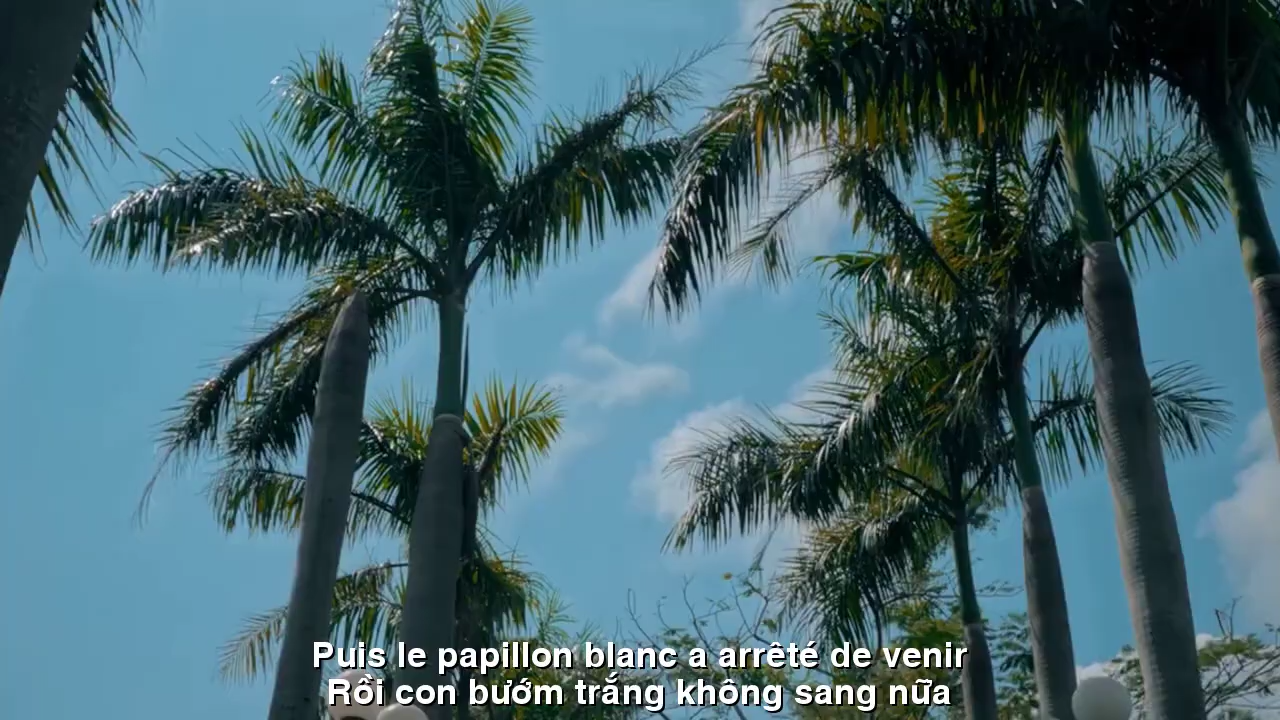 Puis le papillon blanc a arrêté de venir
Rồi con bướm trắng không sang nữa